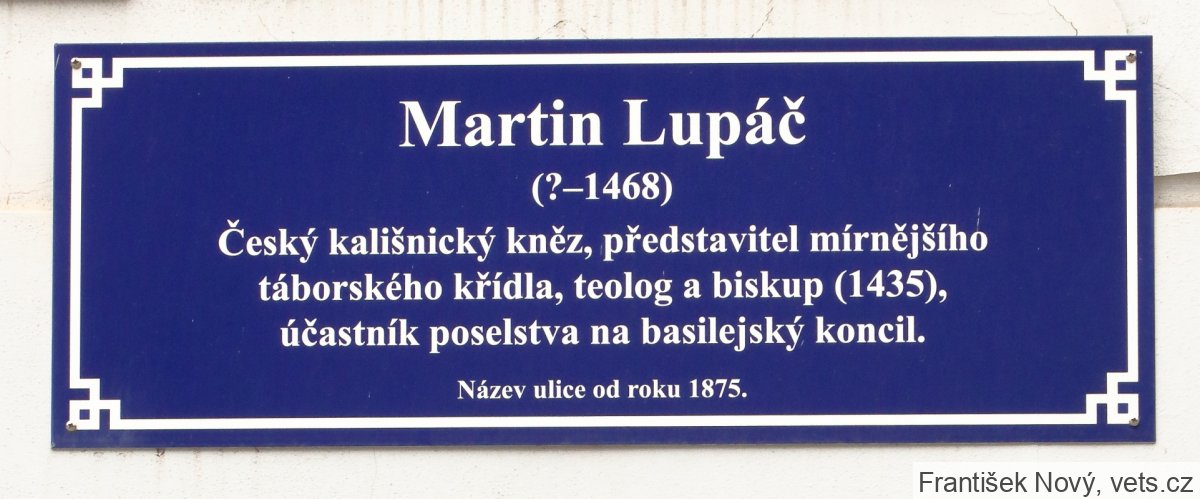 Martin Lupáč
(?–1468)
Český kališnický kněz, představitel mírnějšího
táborského křídla, teolog a biskup (1435),
účastník poselstva na basilejský koncil.
Název ulice od roku 1875.
František Nový, vets.cz